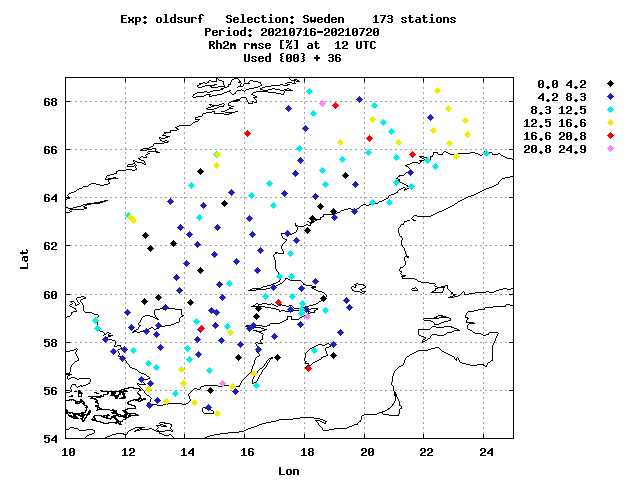 Exp: oldsurf   Selection: Sweden    173 stations
Period: 20210716-20210720
Rh2m rmse [%] at  12 UTC
Used {00} + 36
0.0 4.2
4.2 8.3
8.3 12.5
12.5 16.6
16.6 20.8
20.8 24.9
68
66
64
62
60
58
56
54
Lat
10 12 14 16 18 20 22 24
Lon